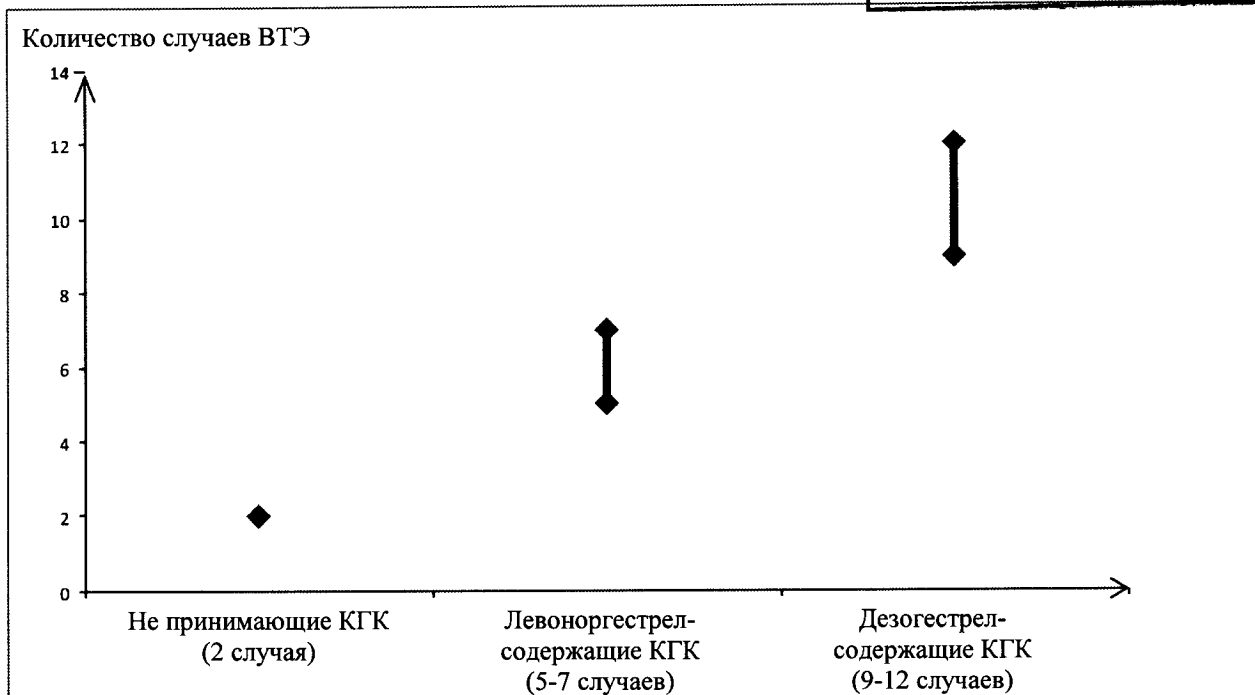 Количество случаев ВТЭ
14
12
10
8
6
4
2
0
Не принимающие КГК
(2 случая)
Левоноргестрел-
содержащие КГК
(5-7 случаев)
Дезогестрел-
содержащие КГК
(9-12 случаев)